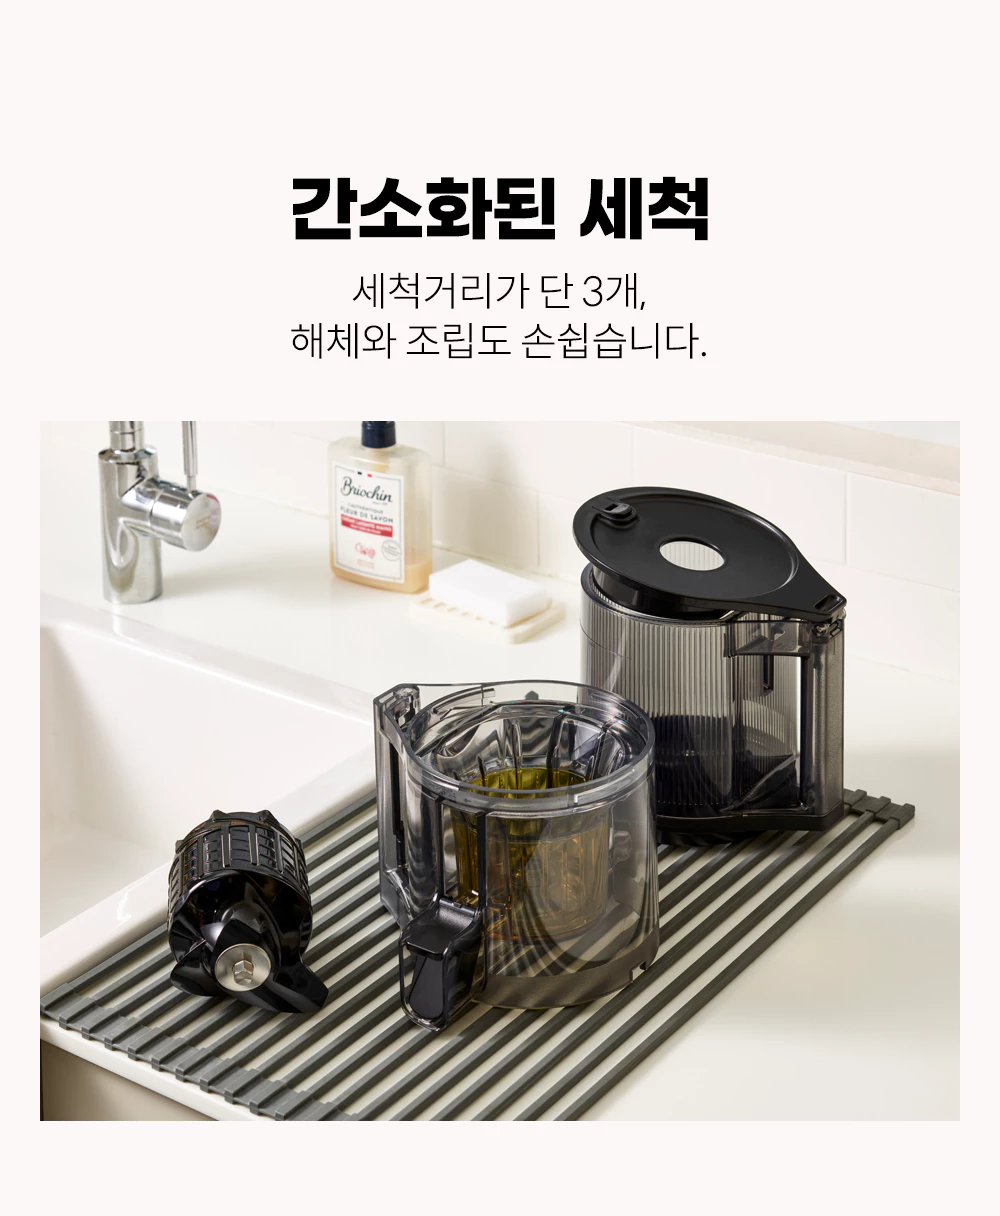 간소화된 세척
세척거리가 단 3개,
해체와 조립도 손쉽습니다.
Briochin
L'AUTHENTIQUE
FLEUR DE SAVON